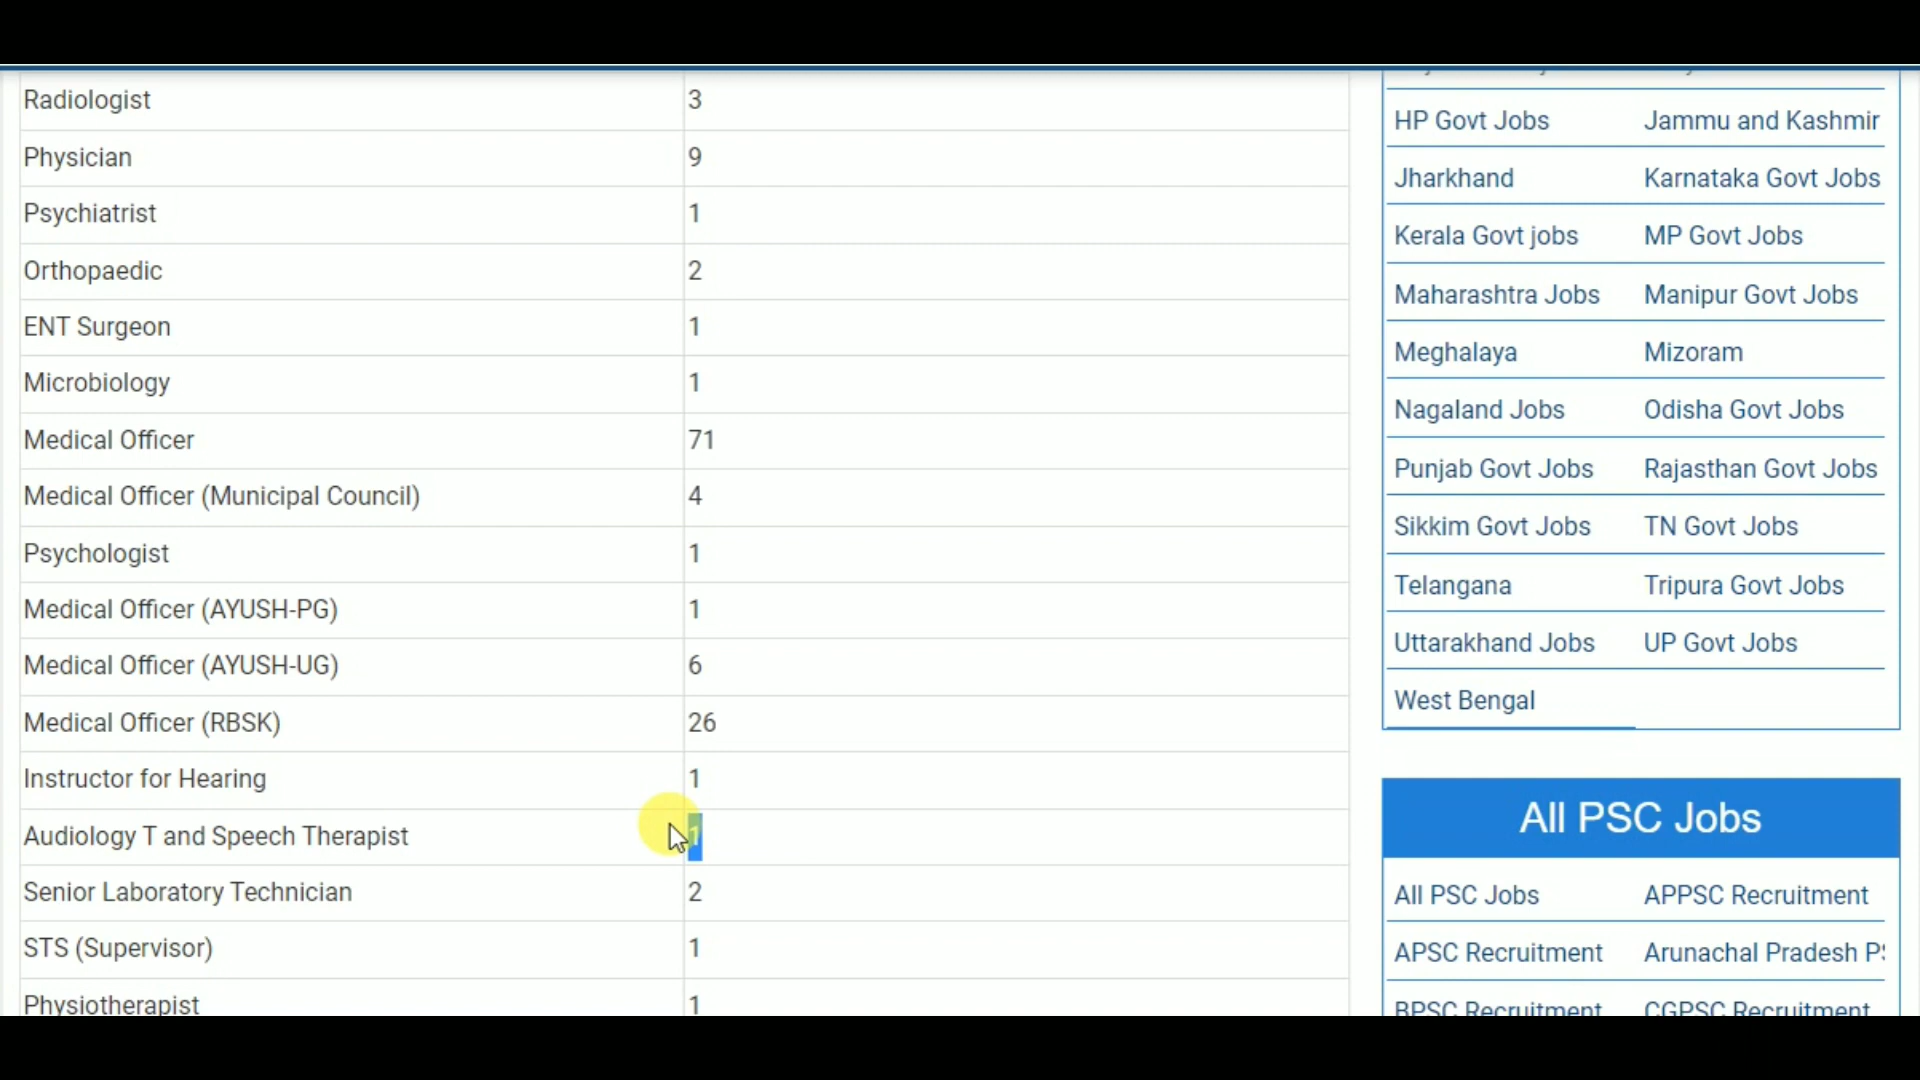 Radiologist 3
Physician 9
Psychiatrist 1
Orthopaedic 2
ENT Surgeon 1
Microbiology 1
Medical Officer 71
Medical Officer (Municipal Council) 4
Psychologist 1
Medical Officer (AYUSH-PG) 1
Medical Officer (AYUSH-UG) 6
Medical Officer (RBSK) 26
Instructor for Hearing 1
Audiology T and Speech Therapist 1
Senior Laboratory Technician 2
STS (Supervisor) 1
Physiotherapist 1
HP Govt Jobs Jammu and Kashmir
Jharkhand Karnataka Govt Jobs
Kerala Govt jobs MP Govt Jobs
Maharashtra Jobs Manipur Govt Jobs
Meghalaya Mizoram
Nagaland Jobs Odisha Govt Jobs
Punjab Govt Jobs Rajasthan Govt Jobs
Sikkim Govt Jobs TN Govt Jobs
Telangana Tripura Govt Jobs
Uttarakhand Jobs UP Govt Jobs
West Bengal
All PSC Jobs
All PSC Jobs APPSC Recruitment
APSC Recruitment Arunachal Pradesh
BPSC Recruitment CGPSC Recruitment